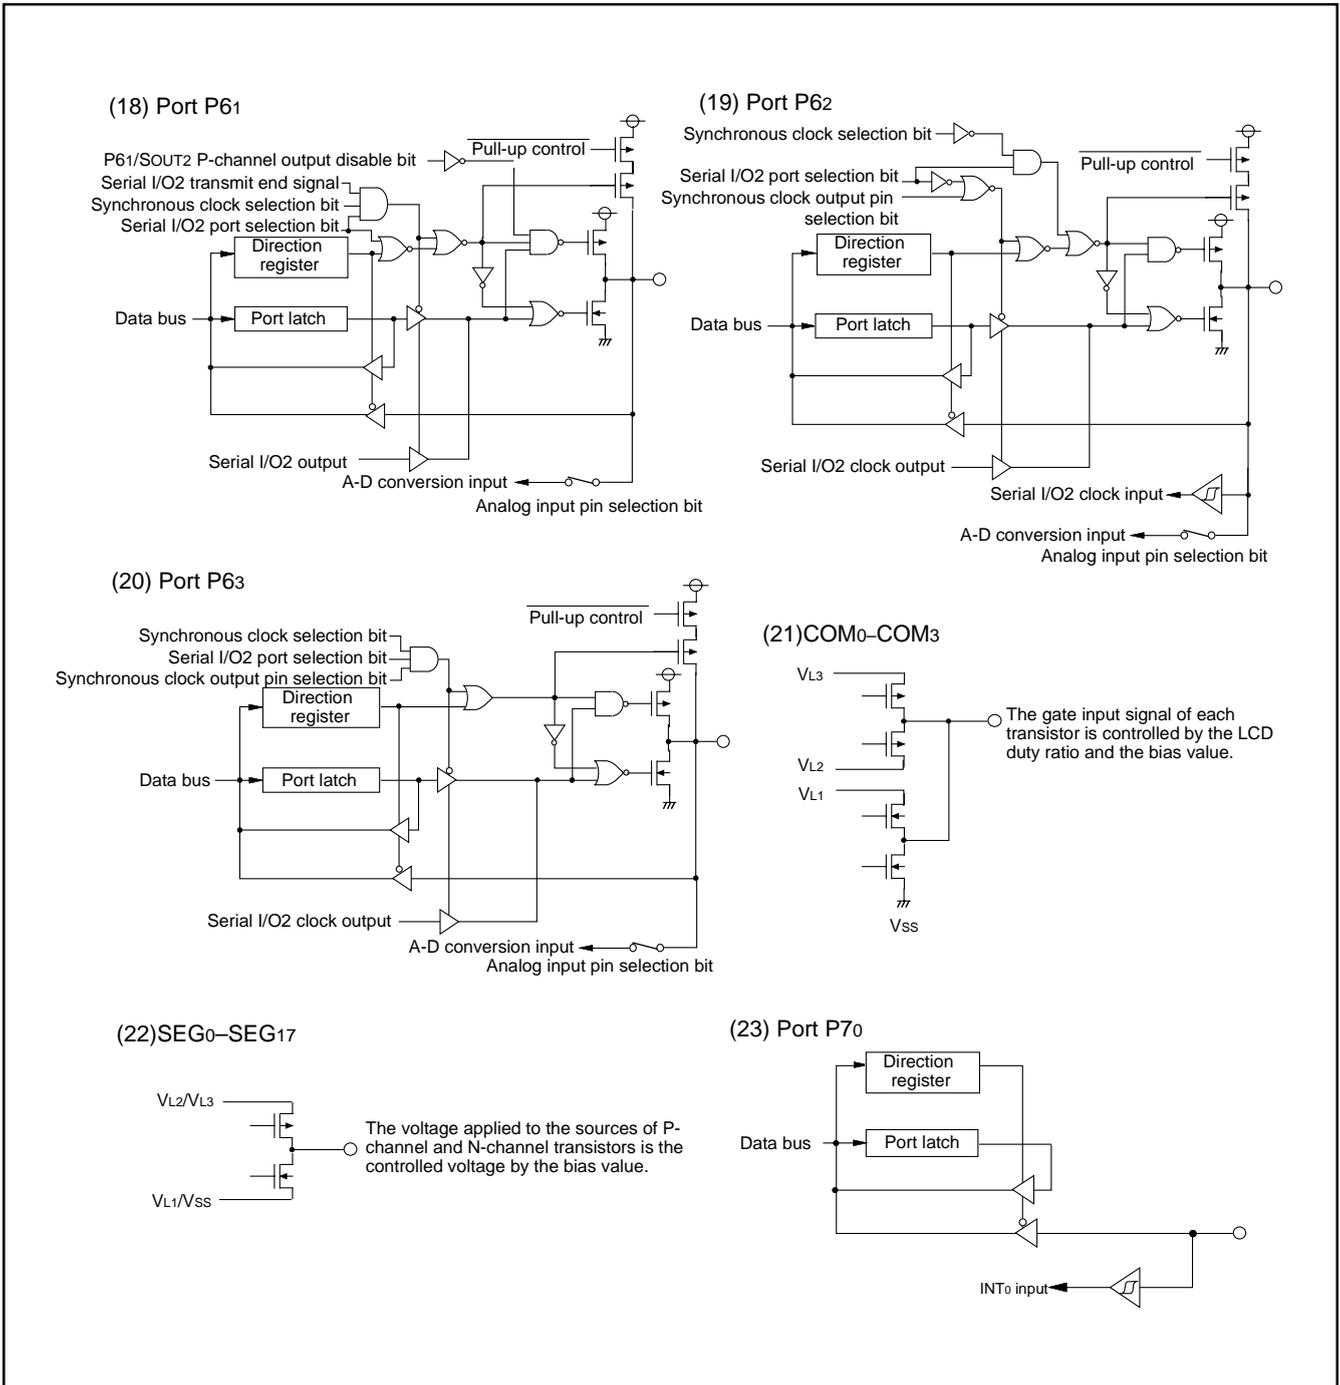 (18) Port P61
P61/SOUT2 P-channel output disable bit
Pull-up control
Serial I/O2 transmit end signal
Synchronous clock selection bit
Serial I/O2 port selection bit
Direction
register
Data bus
Port latch
Serial I/O2 output
A-D conversion input
Analog input pin selection bit
(19) Port P62
Synchronous clock selection bit
Pull-up control
Serial I/O2 port selection bit
Synchronous clock output pin
selection bit
Direction
register
Data bus
Port latch
Serial I/O2 clock output
Serial I/O2 clock input
A-D conversion input
Analog input pin selection bit
(20) Port P63
Pull-up control
Synchronous clock selection bit
Serial I/O2 port selection bit
Synchronous clock output pin selection bit
Direction
register
Data bus
Port latch
Serial I/O2 clock output
A-D conversion input
Analog input pin selection bit
(21)COM0–COM3
VL3
The gate input signal of each
transistor is controlled by the LCD
duty ratio and the bias value.
VL2
VL1
VSS
(22)SEG0–SEG17
VL2/VL3
The voltage applied to the sources of P-
channel and N-channel transistors is the
controlled voltage by the bias value.
VL1/VSS
(23) Port P70
Direction
register
Data bus
Port latch
INT0 input